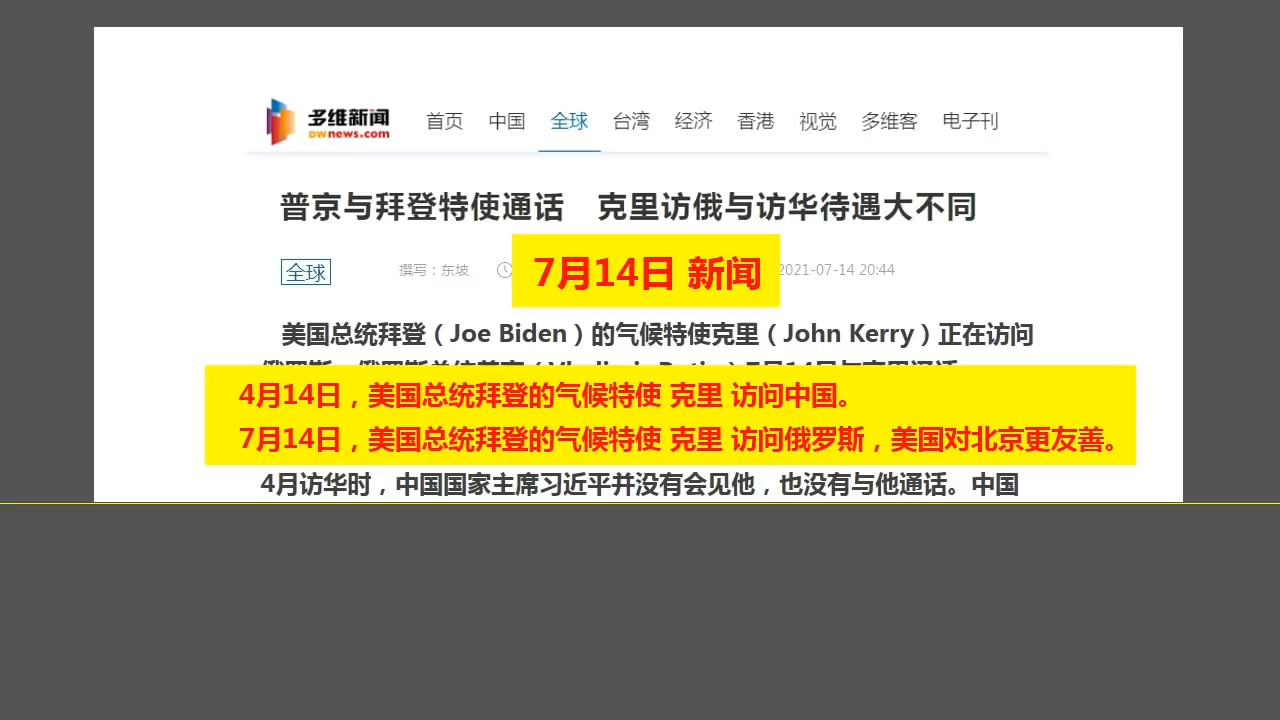 多维新闻
DWnews.com
首页 中国 全球 台湾 经济 香港 视觉 多维客 电子刊
普京与拜登特使通话 克里访俄与访华待遇大不同
全球 撰写：东坡 7月14日 新闻 2021-07-14 20:44
美国总统拜登（Joe Biden）的气候特使克里（John Kerry）正在访问
4月14日，美国总统拜登的气候特使 克里 访问中国。
7月14日，美国总统拜登的气候特使 克里 访问俄罗斯，美国对北京更友善。
4月访华时，中国国家主席习近平并没有会见他，也没有与他通话。中国